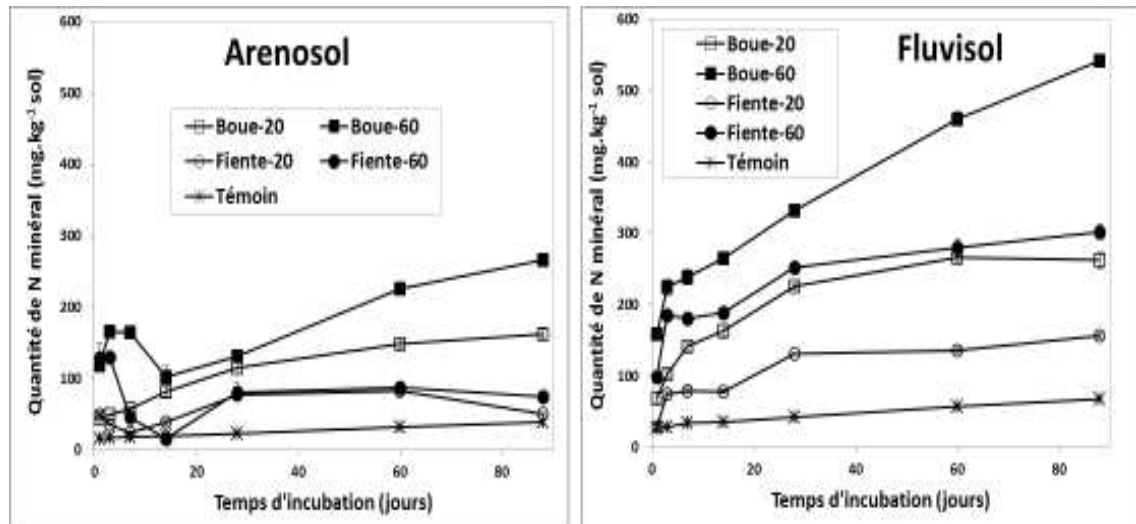 Arenosol
Quantité de N minéral (mg.kg⁻¹ sol)
600
500
400
300
200
100
0
Boue-20
Boue-60
Fiente-20
Fiente-60
Témoin
0
20
40
60
80
Temps d'incubation (jours)
Fluvisol
Quantité de N minéral (mg.kg⁻¹ sol)
600
500
400
300
200
100
0
Boue-20
Boue-60
Fiente-20
Fiente-60
Témoin
0
20
40
60
80
Temps d'incubation (jours)